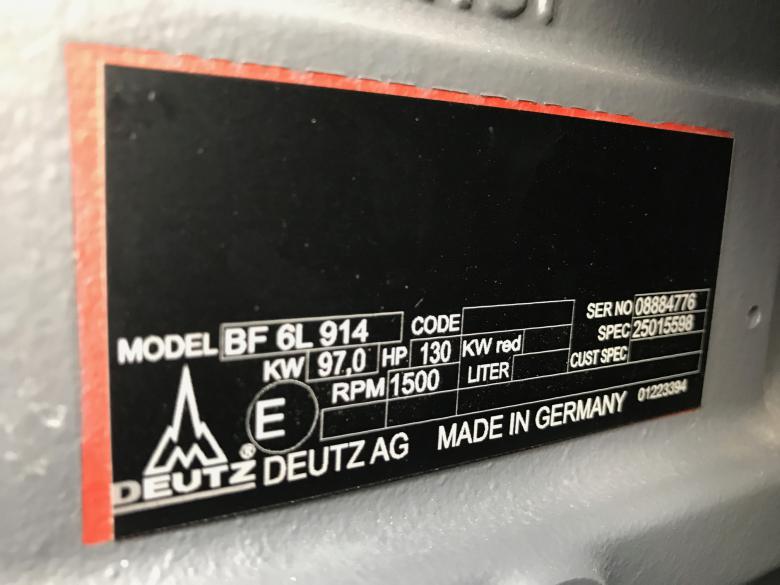 MODEL BF 6L 914 CODE SER NO 08884776
KW 97,0 HP 130 KW red SPEC 25015598
RPM 1500 LITER CUST SPEC
E
DEUTZ® DEUTZ AG MADE IN GERMANY 01223394